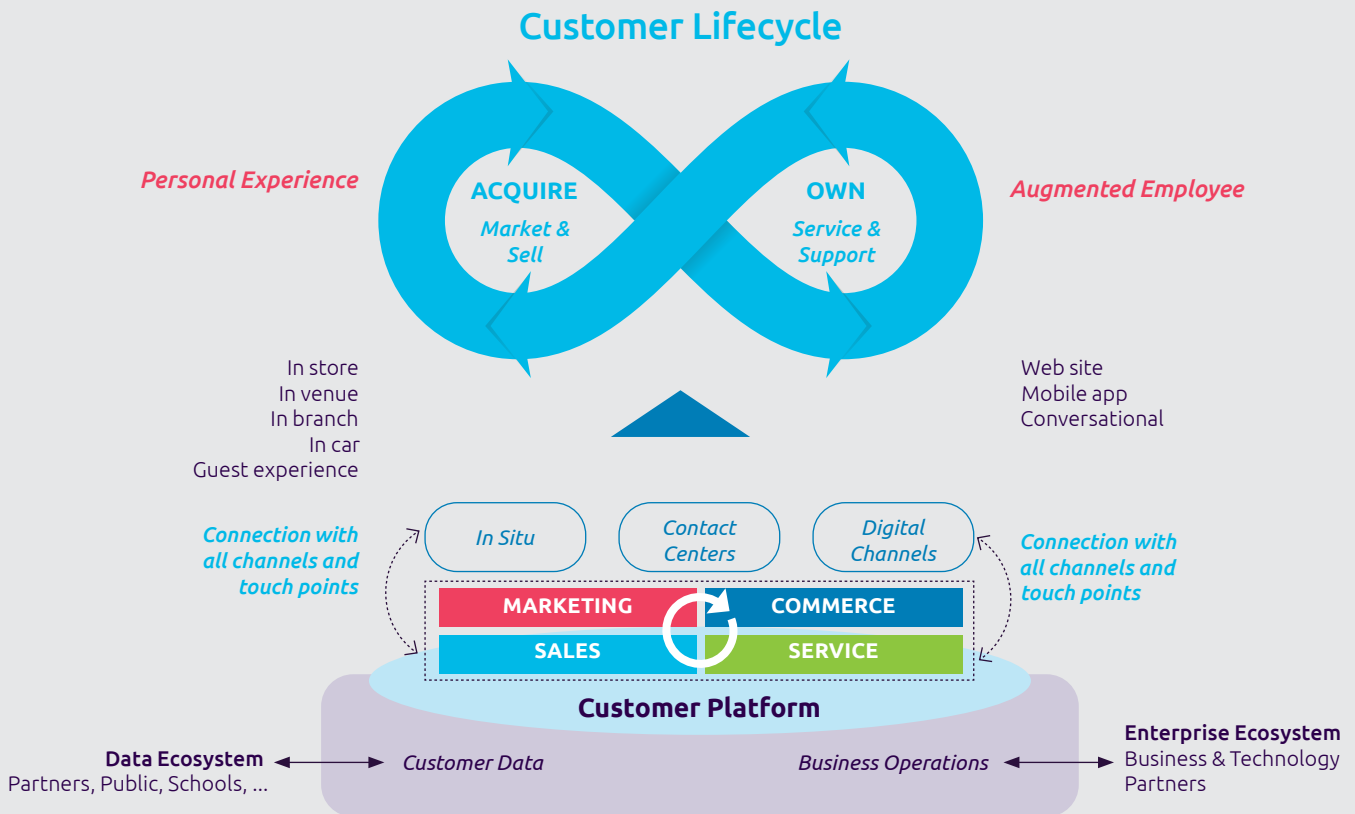 Customer Lifecycle
Personal Experience
ACQUIRE
Market &
Sell
OWN
Service &
Support
Augmented Employee
In store
In venue
In branch
In car
Guest experience
Web site
Mobile app
Conversational
Connection with
all channels and
touch points
In Situ
Contact
Centers
Digital
Channels
Connection with
all channels and
touch points
MARKETING
COMMERCE
SALES
SERVICE
Customer Platform
Data Ecosystem
Partners, Public, Schools, ...
Customer Data
Business Operations
Enterprise Ecosystem
Business & Technology
Partners